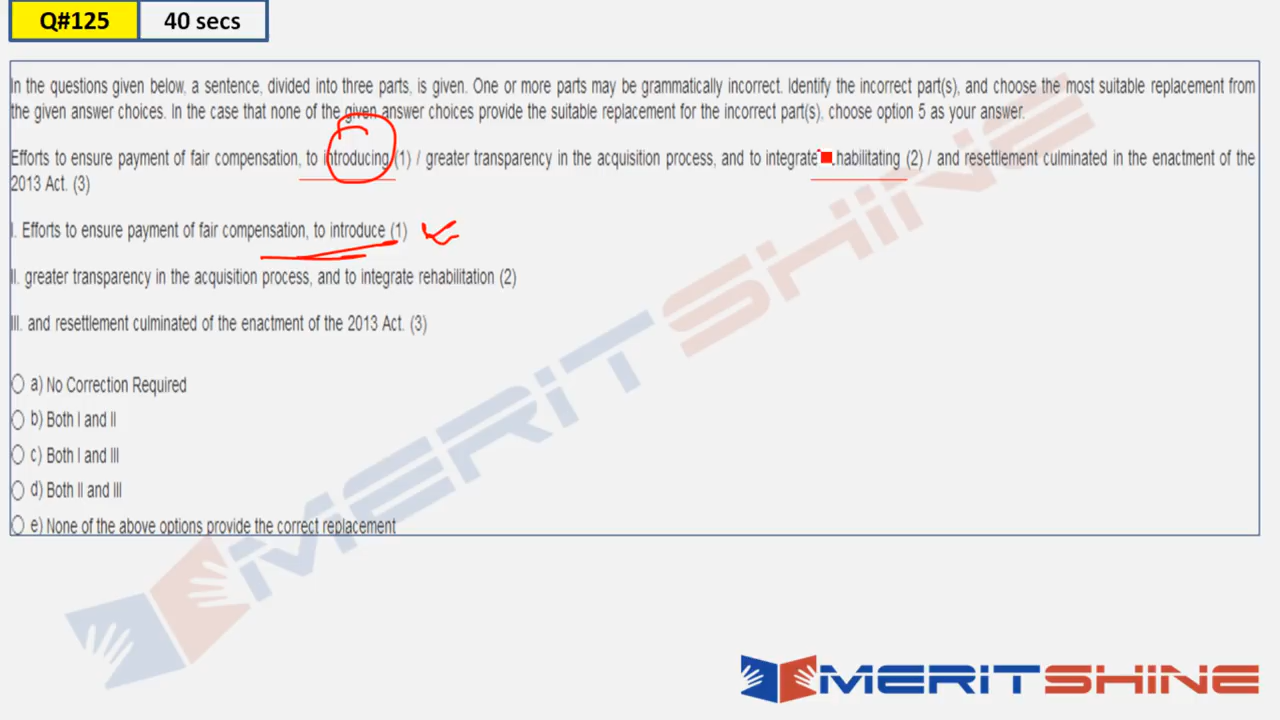 Q#125 40 secs
In the questions given below, a sentence, divided into three parts, is given. One or more parts may be grammatically incorrect. Identify the incorrect part(s), and choose the most suitable replacement from
the given answer choices. In the case that none of the given answer choices provide the suitable replacement for the incorrect part(s), choose option 5 as your answer.
Efforts to ensure payment of fair compensation, to introducing (1) / greater transparency in the acquisition process, and to integrate habilitating (2) / and resettlement culminated in the enactment of the
2013 Act. (3)
I. Efforts to ensure payment of fair compensation, to introduce (1)
II. greater transparency in the acquisition process, and to integrate rehabilitation (2)
III. and resettlement culminated of the enactment of the 2013 Act. (3)
a) No Correction Required
b) Both I and II
c) Both I and III
d) Both II and III
e) None of the above options provide the correct replacement
MERITSHINE
MERITSHINE